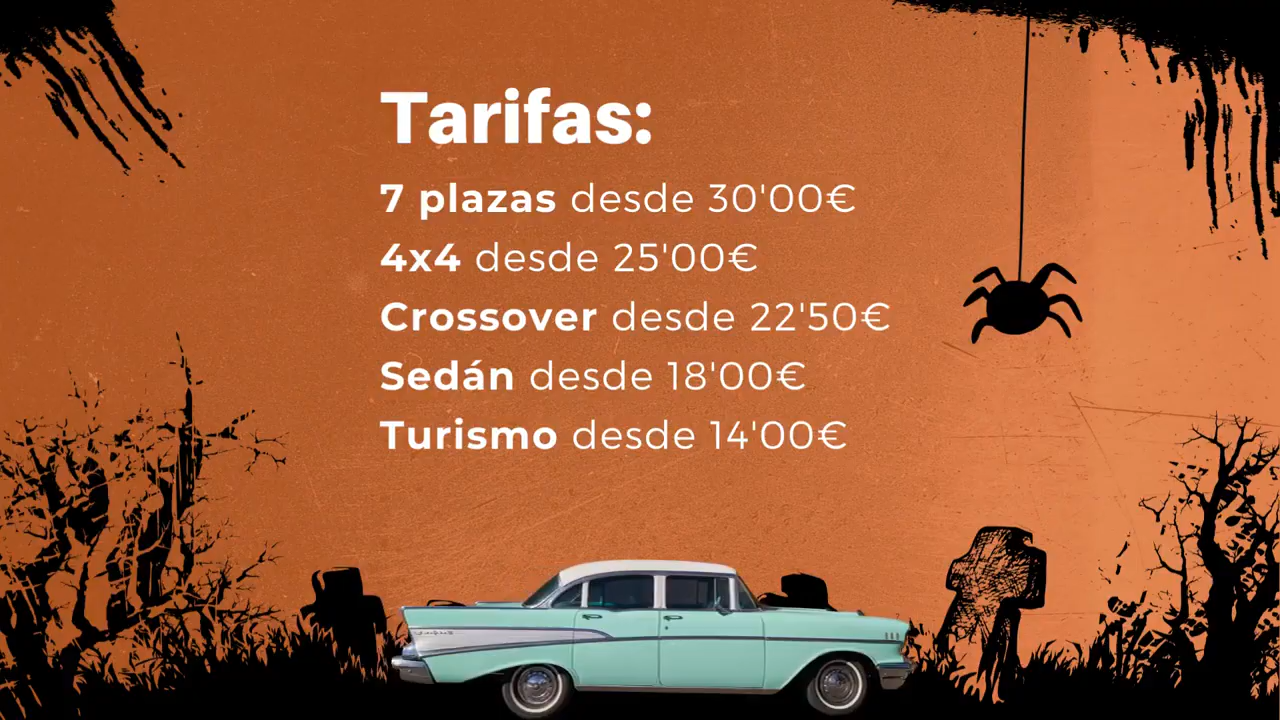 Tarifas:
7 plazas desde 30'00€
4x4 desde 25'00€
Crossover desde 22'50€
Sedán desde 18'00€
Turismo desde 14'00€